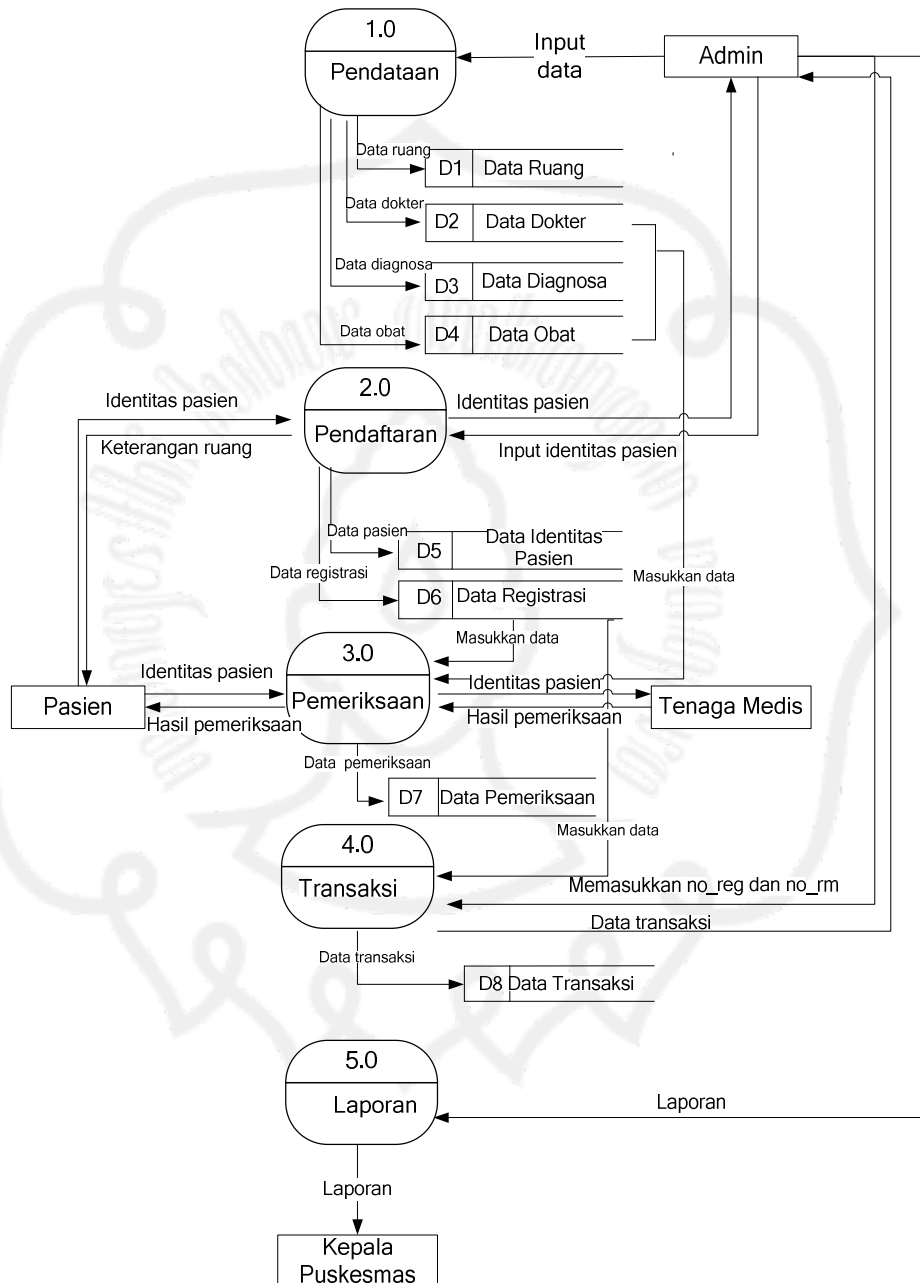 1.0
Pendataan
Input
data
Admin
Data ruang
D1 Data Ruang
Data dokter
D2 Data Dokter
Data diagnosa
D3 Data Diagnosa
Data obat
D4 Data Obat
2.0
Pendaftaran
Identitas pasien
Keterangan ruang
Identitas pasien
Input identitas pasien
Data pasien
D5 Data Identitas
Pasien
Data registrasi
D6 Data Registrasi
Masukkan data
Masukkan data
3.0
Pemeriksaan
Identitas pasien
Hasil pemeriksaan
Pasien
Identitas pasien
Hasil pemeriksaan
Tenaga Medis
Data pemeriksaan
D7 Data Pemeriksaan
Masukkan data
4.0
Transaksi
Memasukkan no_reg dan no_rm
Data transaksi
Data transaksi
D8 Data Transaksi
5.0
Laporan
Laporan
Laporan
Kepala
Puskesmas